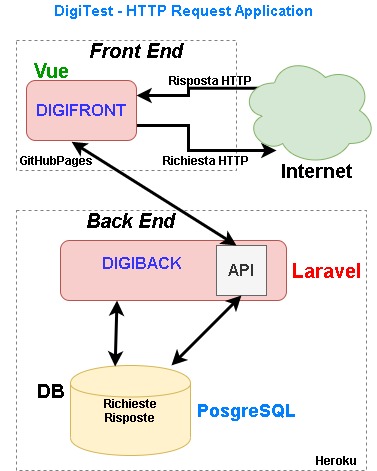 DigiTest - HTTP Request Application
Front End
Vue
Risposta HTTP
DIGIFRONT
GitHubPages
Richiesta HTTP
Internet
Back End
DIGIBACK
API
Laravel
DB
Richieste
Risposte
PosgreSQL
Heroku